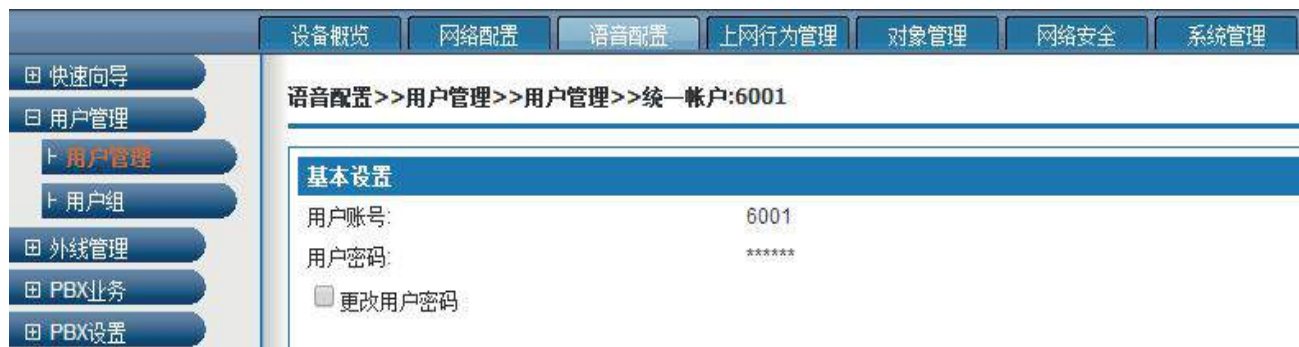 设备概览 网络配置 语音配置 上网行为管理 对象管理 网络安全 系统管理
快速向导
用户管理
用户管理
用户组
外线管理
PBX业务
PBX设置
语音配置>>用户管理>>用户管理>>统一帐户:6001
基本设置
用户账号: 6001
用户密码: ******
更改用户密码